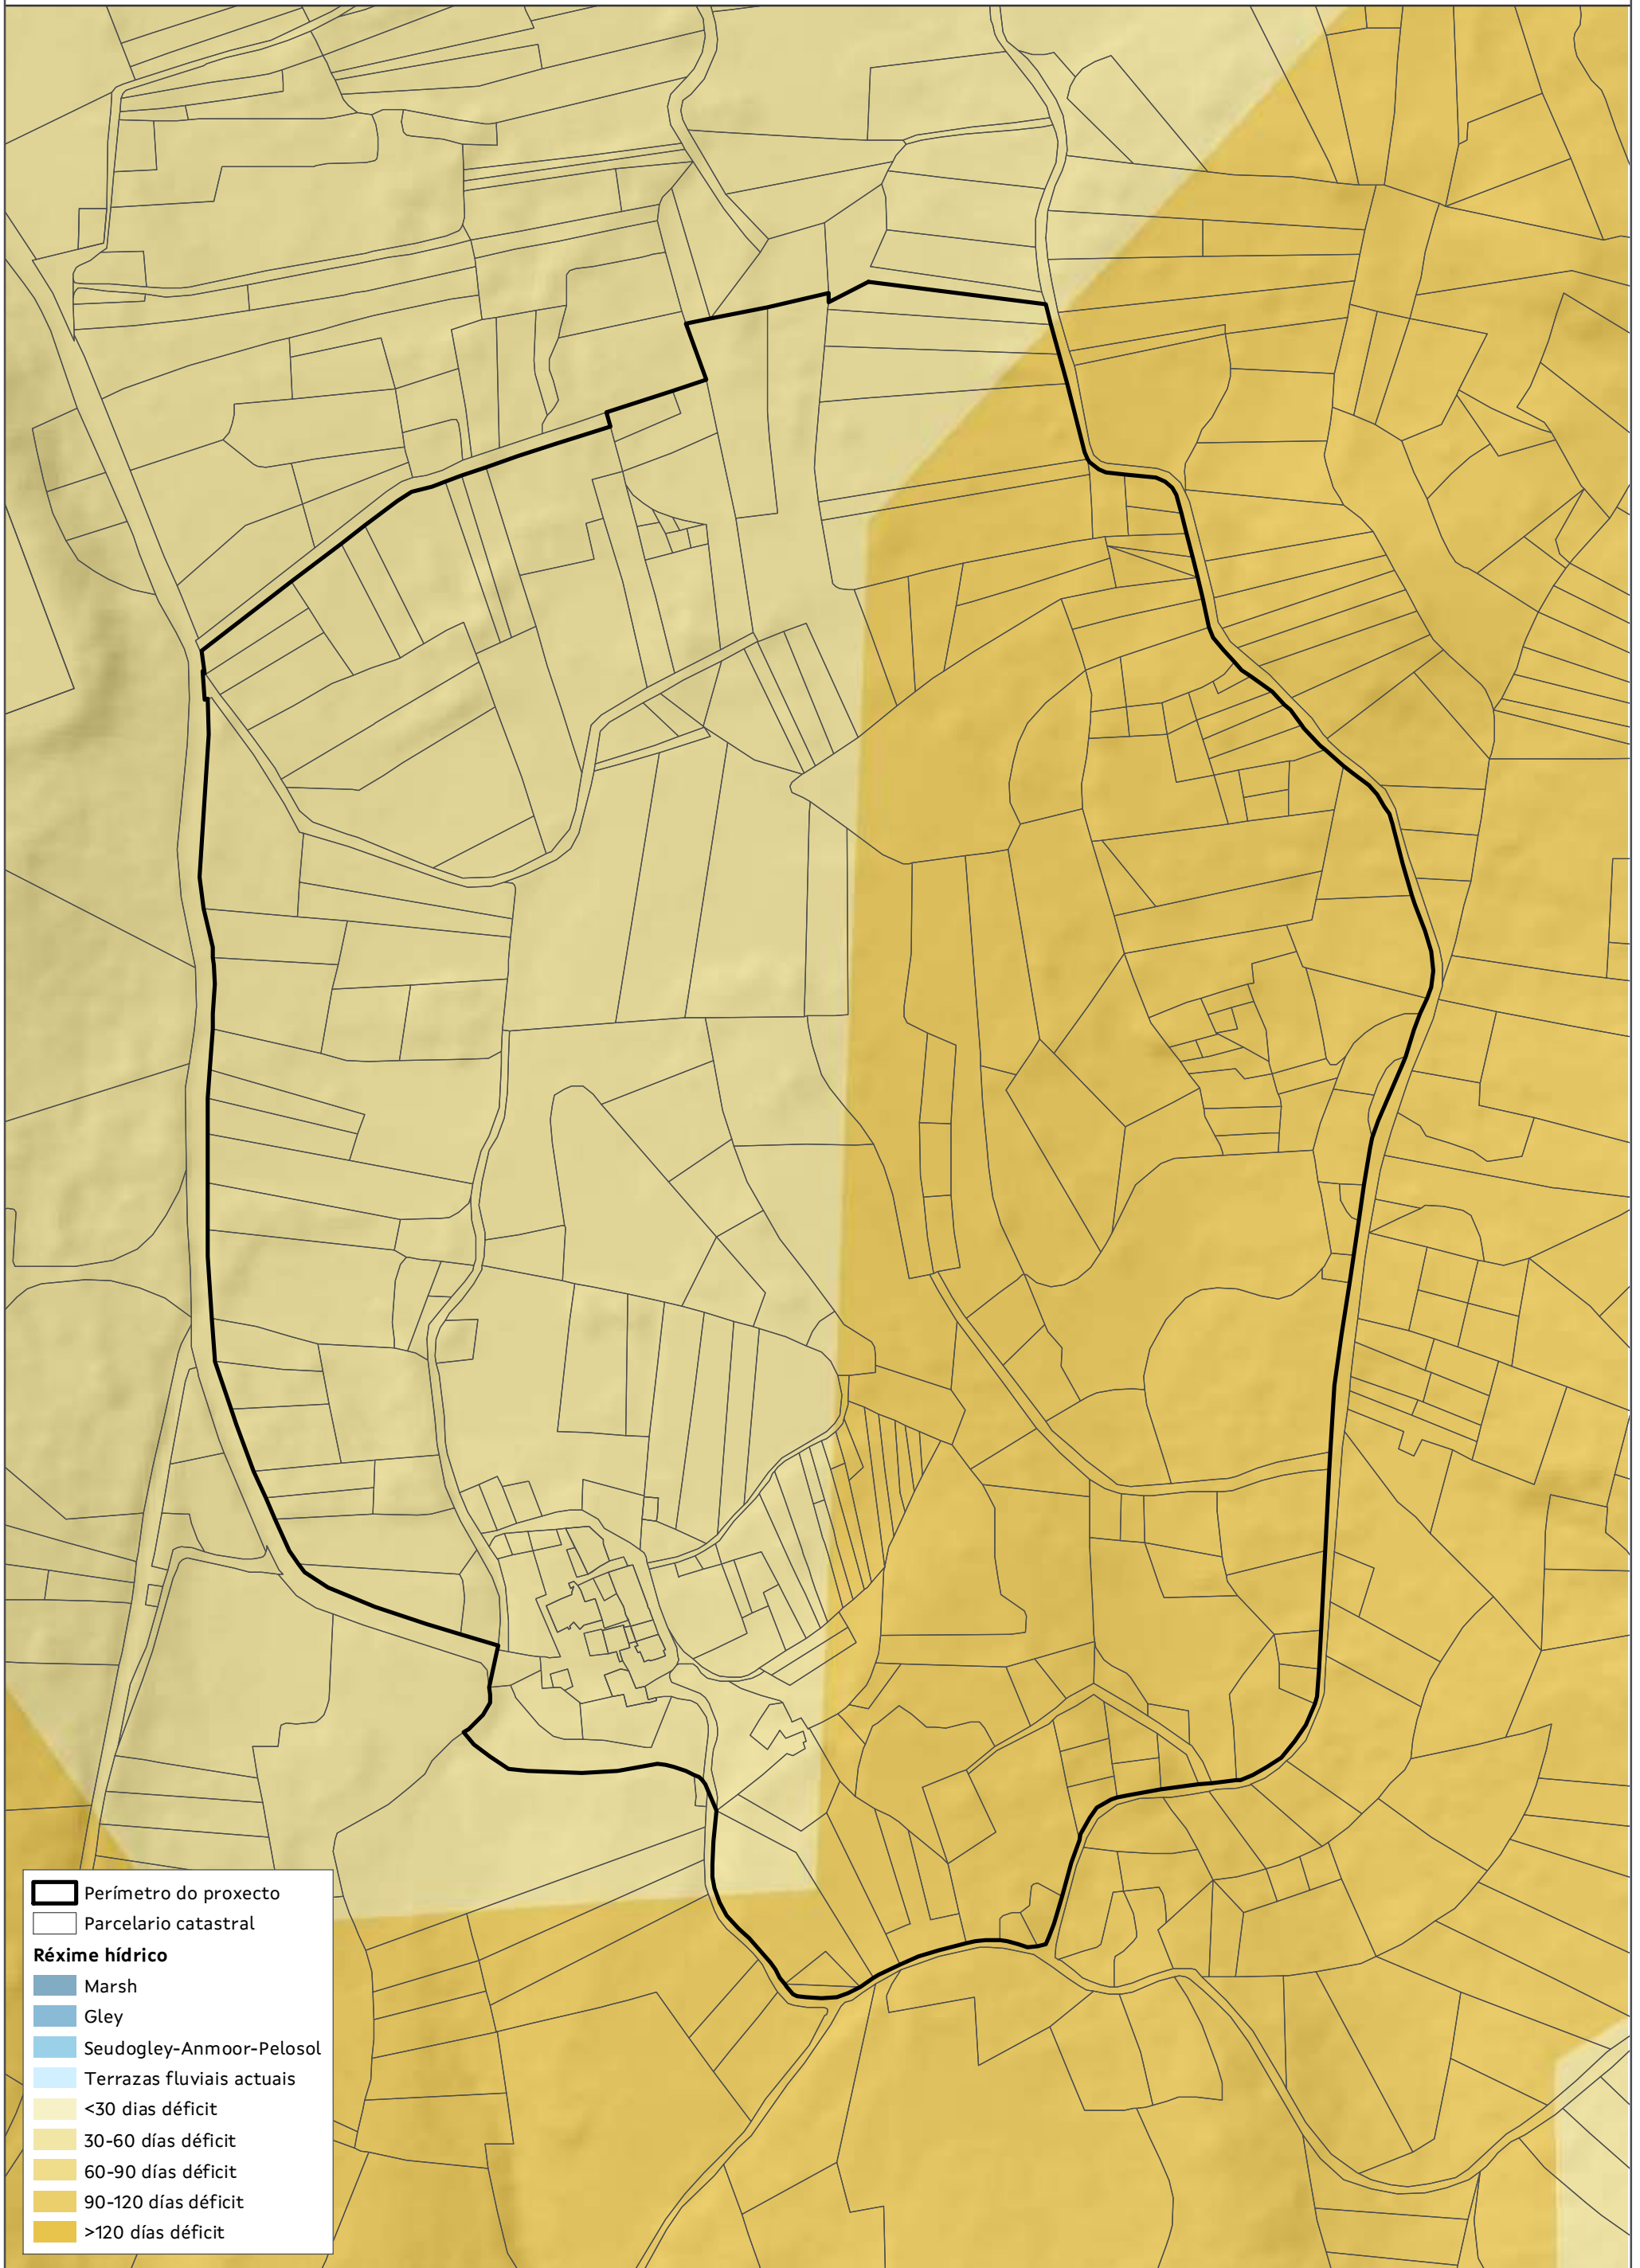 Perímetro do proxecto
Parcelario catastral
Réxime hídrico
Marsh
Gley
Seudogley-Anmoor-Pelosol
Terrazas fluviais actuais
<30 dias déficit
30-60 días déficit
60-90 días déficit
90-120 días déficit
>120 días déficit